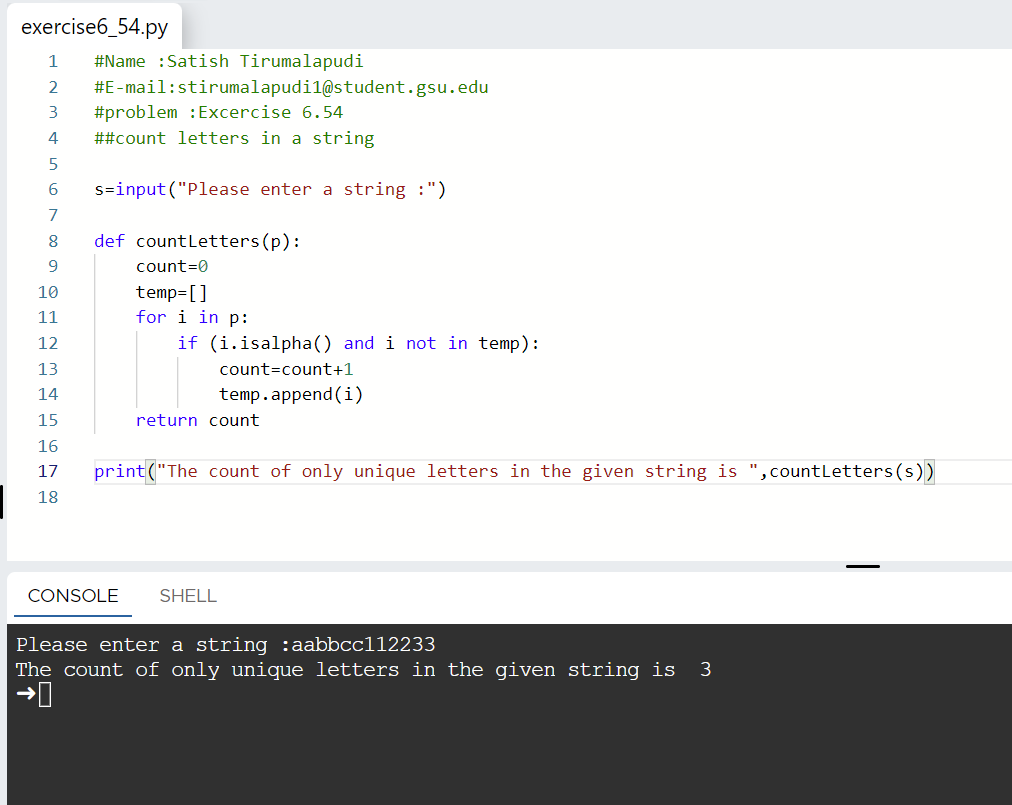 exercise6_54.py
1 #Name :Satish Tirumalapudi
2 #E-mail:stirumalapudi1@student.gsu.edu
3 #problem :Excercise 6.54
4 ##count letters in a string
5
6 s=input("Please enter a string :")
7
8 def countLetters(p):
9     count=0
10     temp=[]
11     for i in p:
12         if (i.isalpha() and i not in temp):
13             count=count+1
14             temp.append(i)
15     return count
16
17 print("The count of only unique letters in the given string is ",countLetters(s))
18
CONSOLE SHELL
Please enter a string :aabbcc112233
The count of only unique letters in the given string is  3
➜